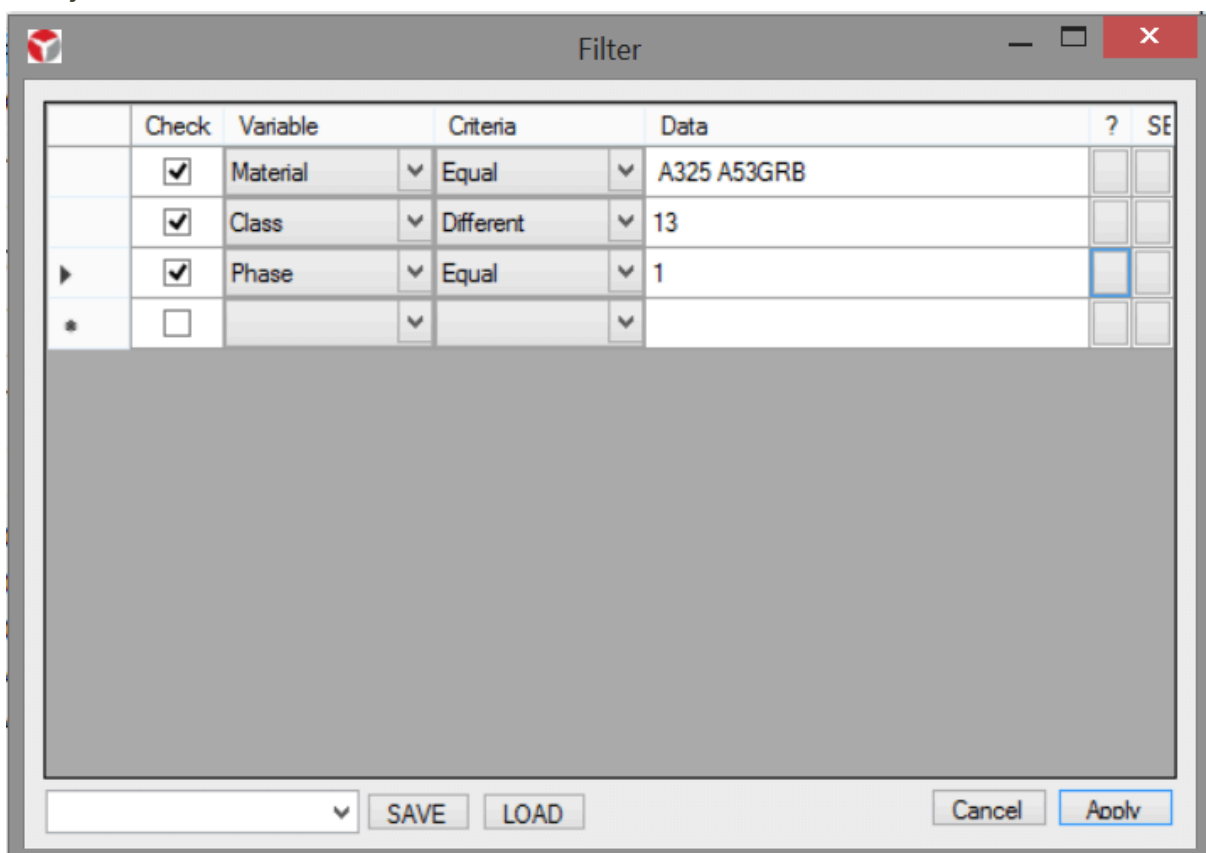 Filter
Check Variable Criteria Data ? SE
Material Equal A325 A53GRB
Class Different 13
Phase Equal 1
SAVE LOAD Cancel Apply